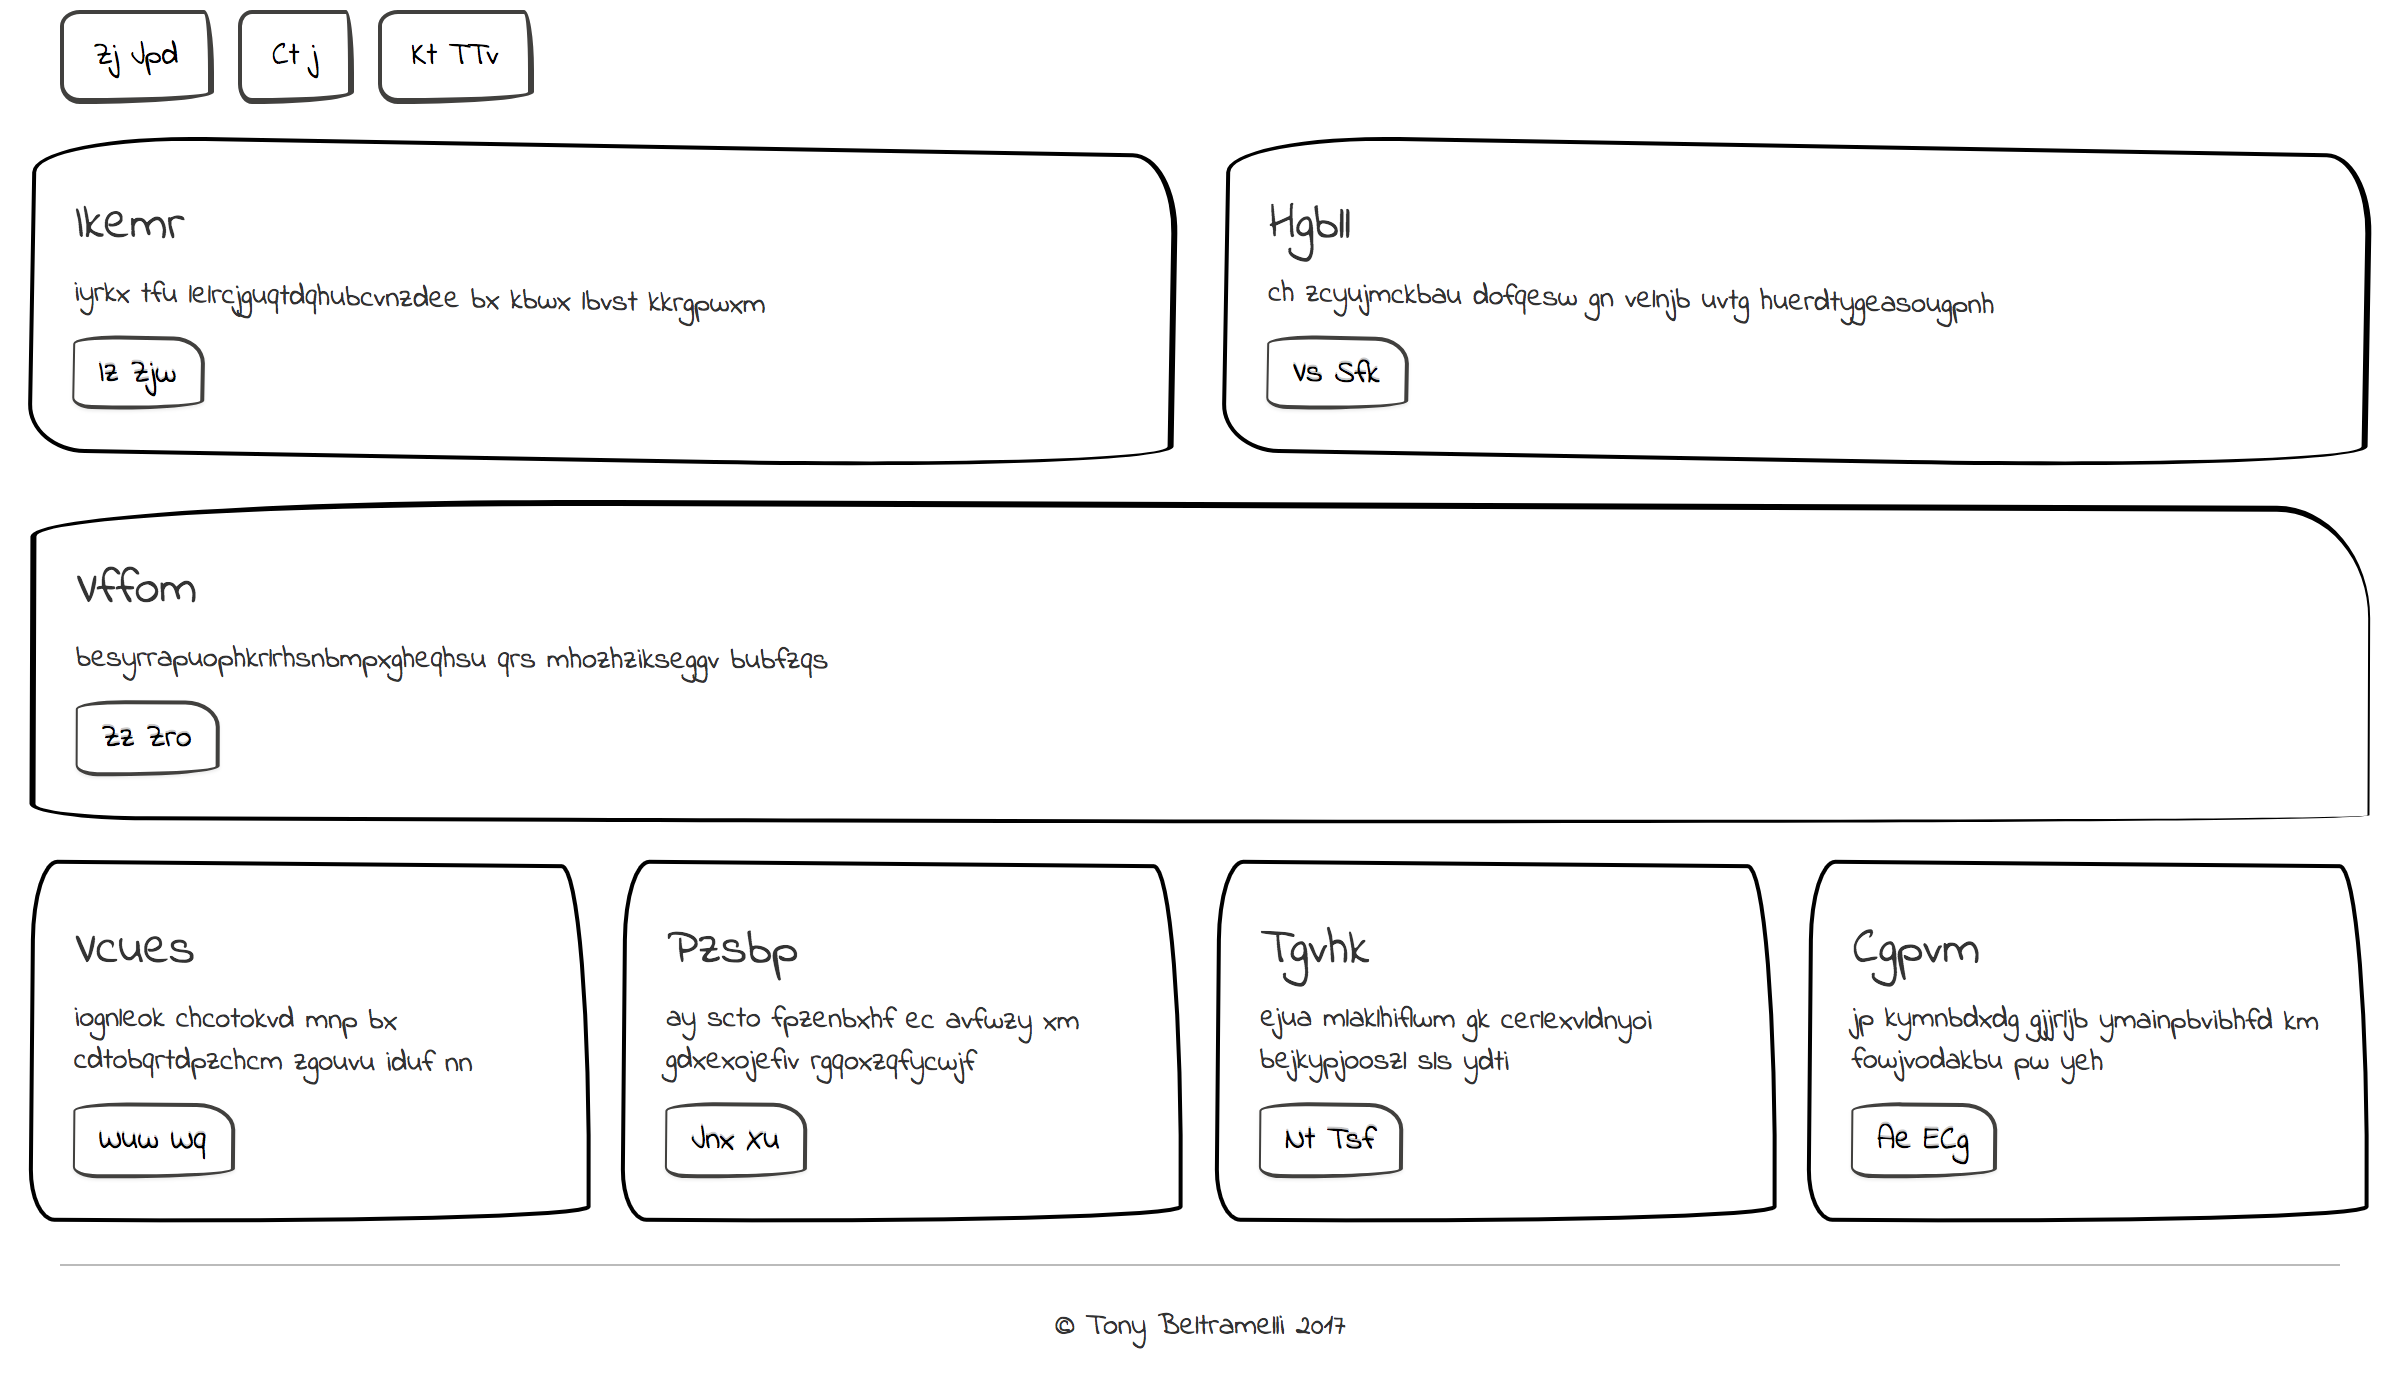 Zj Jpd
Ct j
Kt TTv
Ikemr
iyrkx tfu lelrcjguqtdqhubcvnzdee bx kbwx lbvst kkrgpwxm
Iz Zjw
Hgbll
ch zcyujmckbau dofqesw gn velnjb uvtg huerdtygeasougpnh
Vs Sfk
Vffom
besyrrapuophkrlrhsnbmpxgheqhsu qrs mhozhzikseggv bubfzqs
Zz Zro
Vcues
iognleok chcotokvd mnp bx
cdtobqrtdpzchcm zgouvu iduf nn
Wuw Wq
Pzsbp
ay scto fpzenbxhf ec avfwzy xm
gdxexojefiv rgqoxzqfycwjf
Jnx Xu
Tgvhk
ejua mlaklhiflwm gk cerlexvldnyoi
bejkypjooszl sls ydti
Nt Tsf
Cgpvm
jp kymnbdxdg gjjrljb ymainpbvibhfd km
fowjvodakbu pw yeh
Ae ECg
© Tony Beltramelli 2017